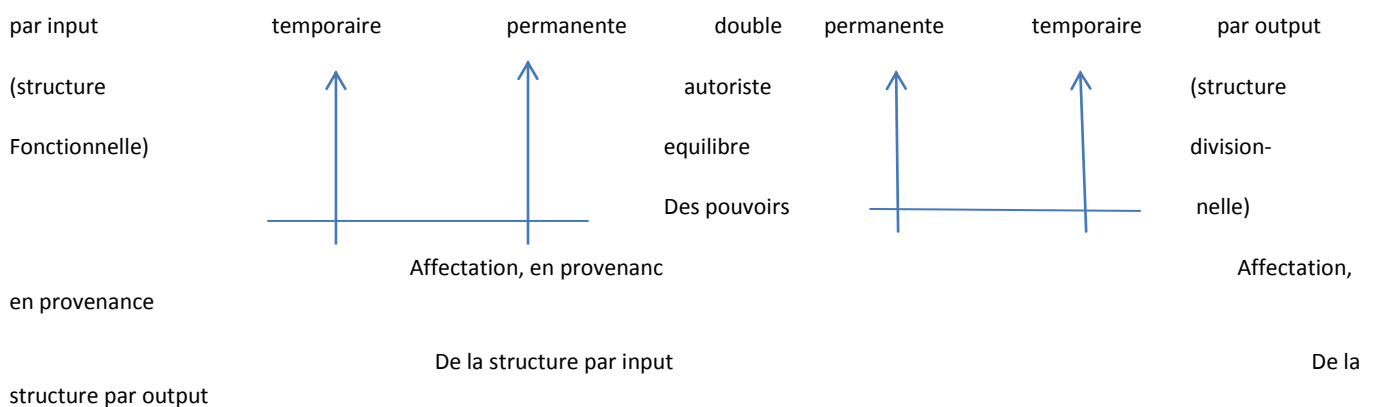 par input temporaire permanente double permanente temporaire par output
(structure autoriste (structure
Fonctionnelle) equilibre division-
Des pouvoirs nelle)
Affectation, en provenanc Affectation,
en provenance
De la structure par input De la
structure par output